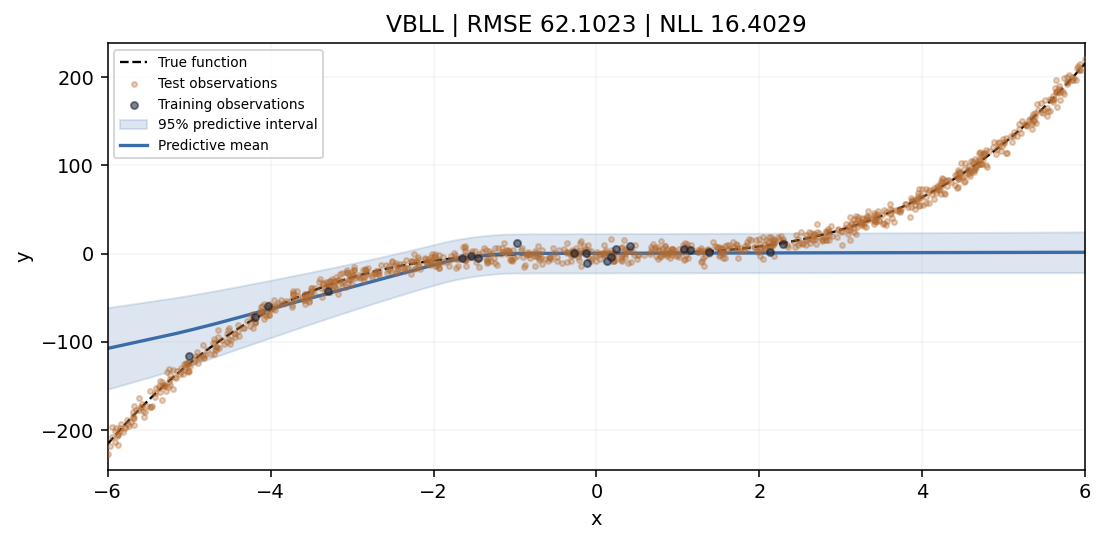 VBLL | RMSE 62.1023 | NLL 16.4029
True function
Test observations
Training observations
95% predictive interval
Predictive mean
200
100
0
−100
−200
y
−6
−4
−2
0
2
4
6
x